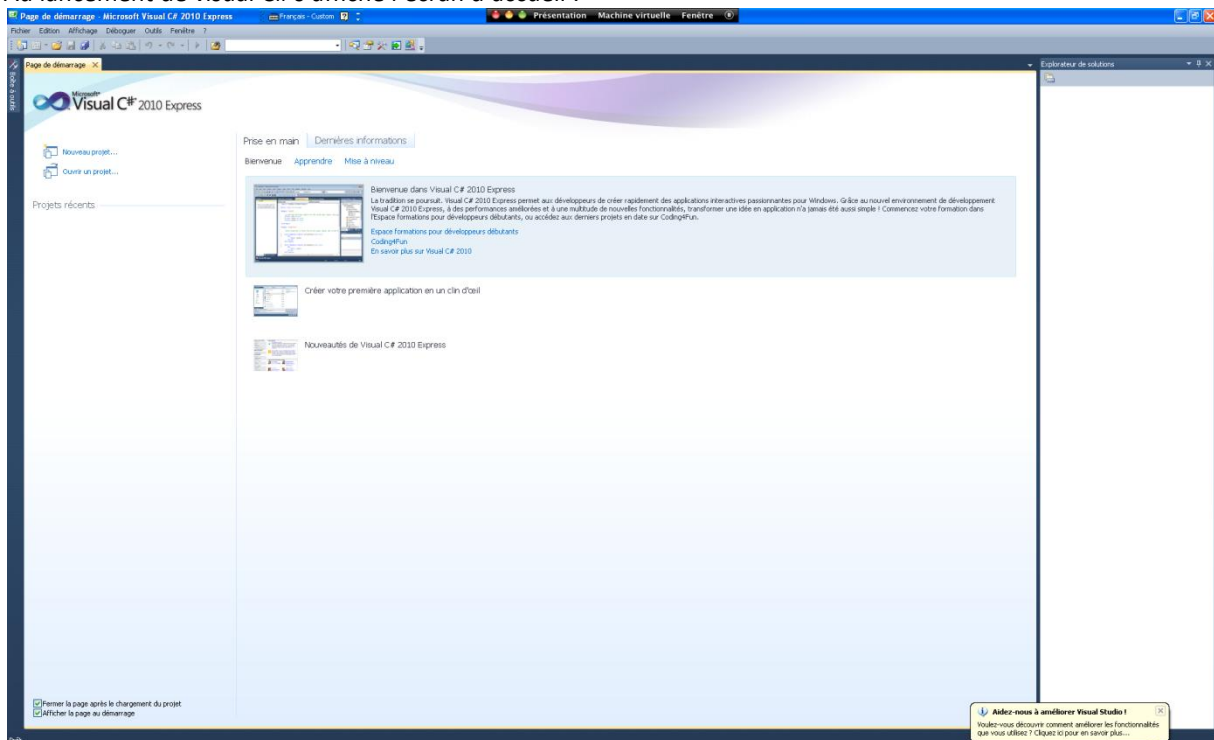 Page de démarrage - Microsoft Visual C# 2010 Express
Français - Custom
Présentation Machine virtuelle Fenêtre
Fichier Edition Affichage Déboguer Outils Fenêtre ?
Boîte à outils
Page de démarrage
Explorateur de solutions
Microsoft
Visual C# 2010 Express
Nouveau projet...
Ouvrir un projet...
Projets récents
Prise en main Dernières informations
Bienvenue Apprendre Mise à niveau
Bienvenue dans Visual C# 2010 Express
La tradition se poursuit. Visual C# 2010 Express permet aux développeurs de créer rapidement des applications interactives passionnantes pour Windows. Grâce au nouvel environnement de développement
Visual C# 2010 Express, à des performances améliorées et à une multitude de nouvelles fonctionnalités, transformer une idée en application n'a jamais été aussi simple ! Commencez votre formation dans
l'Espace formations pour développeurs débutants, ou accédez aux derniers projets en date sur Coding4Fun.
Espace formations pour développeurs débutants
Coding4Fun
En savoir plus sur Visual C# 2010
Créer votre première application en un clin d'œil
Nouveautés de Visual C# 2010 Express
Fermer la page après le chargement du projet
Afficher la page au démarrage
Aidez-nous à améliorer Visual Studio !
Voulez-vous découvrir comment améliorer les fonctionnalités
que vous utilisez ? Cliquez ici pour en savoir plus...